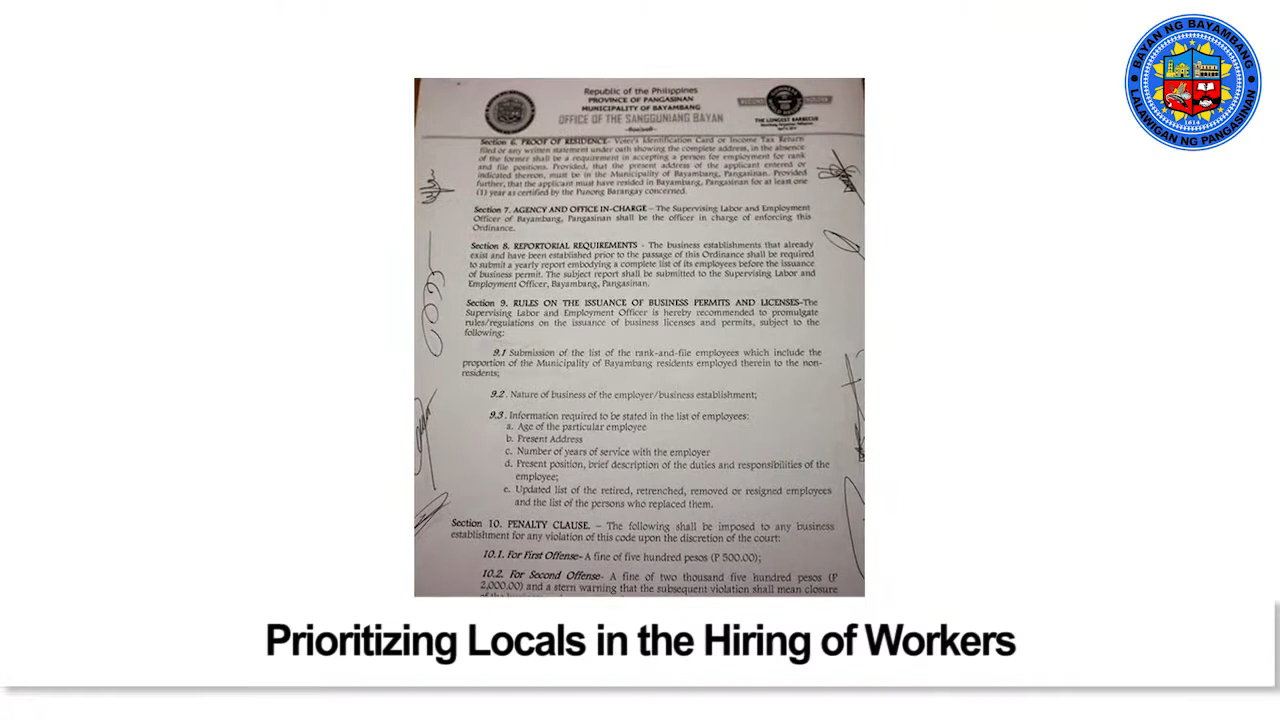 BAYAN NG BAYAMBANG
LALAWIGAN NG PANGASINAN
1614
Republic of the Philippines
PROVINCE OF PANGASINAN
MUNICIPALITY OF BAYAMBANG
OFFICE OF THE SANGGUNIANG BAYAN
THE LONGEST BARBECUE
Section 6. PROOF OF RESIDENCE- Voter's Identification Card or Income Tax Return
filed or any written statement under oath showing the complete address, in the absence
of the former shall be a requirement in accepting a person for employment for rank
and file positions. Provided, that the present address of the applicant entered or
indicated thereon, must be in the Municipality of Bayambang, Pangasinan. Provided
further, that the applicant must have resided in Bayambang, Pangasinan for at least one
(1) year as certified by the Punong Barangay concerned.
Section 7. AGENCY AND OFFICE IN-CHARGE – The Supervising Labor and Employment
Officer of Bayambang, Pangasinan shall be the officer in charge of enforcing this
Ordinance.
Section 8. REPORTORIAL REQUIREMENTS - The business establishments that already
exist and have been established prior to the passage of this Ordinance shall be required
to submit a yearly report embodying a complete list of its employees before the issuance
of business permit. The subject report shall be submitted to the Supervising Labor and
Employment Officer, Bayambang, Pangasinan.
Section 9. RULES ON THE ISSUANCE OF BUSINESS PERMITS AND LICENSES-The
Supervising Labor and Employment Officer is hereby recommended to promulgate
rules/regulations on the issuance of business licenses and permits, subject to the
following:
9.1 Submission of the list of the rank-and-file employees which include the
proportion of the Municipality of Bayambang residents employed therein to the non-
residents;
9.2. Nature of business of the employer/business establishment;
9.3. Information required to be stated in the list of employees:
a. Age of the particular employee
b. Present Address
c. Number of years of service with the employer
d. Present position, brief description of the duties and responsibilities of the
employee;
e. Updated list of the retired, retrenched, removed or resigned employees
and the list of the persons who replaced them.
Section 10. PENALTY CLAUSE. – The following shall be imposed to any business
establishment for any violation of this code upon the discretion of the court:
10.1. For First Offense- A fine of five hundred pesos (P 500.00);
10.2. For Second Offense- A fine of two thousand five hundred pesos (P
2,000.00) and a stern warning that the subsequent violation shall mean closure
Prioritizing Locals in the Hiring of Workers